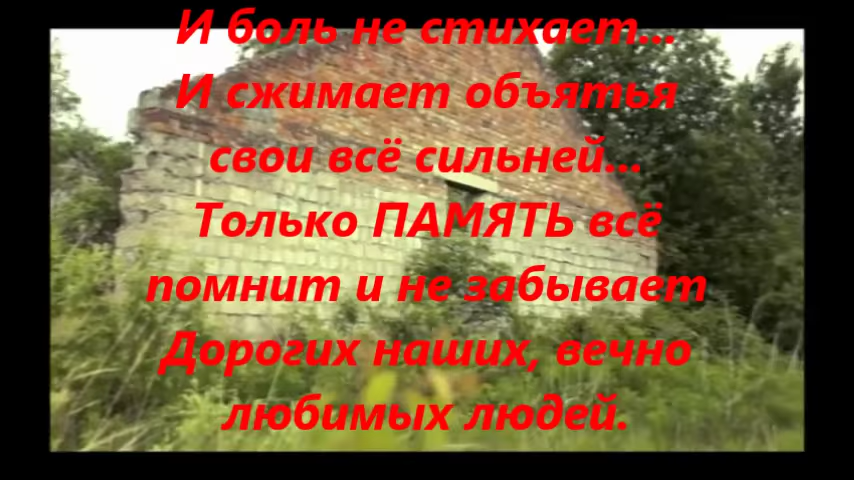 И боль не стихает...
И сжимает объятья
свои всё сильней...
Только ПАМЯТЬ всё
помнит и не забывает
Дорогих наших, вечно
любимых людей.